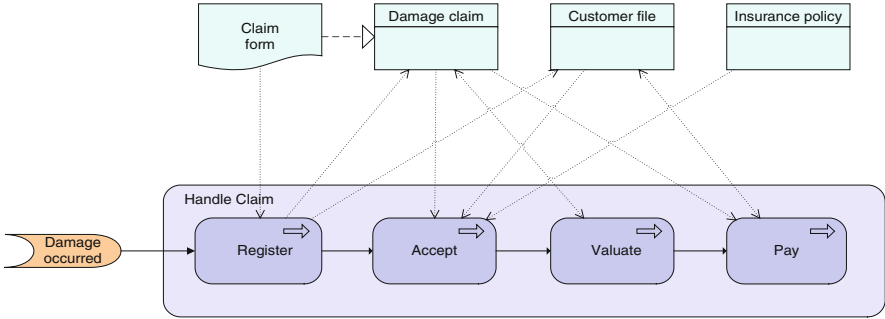 Claim
form
Damage claim
Customer file
Insurance policy
Handle Claim
Damage
occurred
Register
Accept
Valuate
Pay